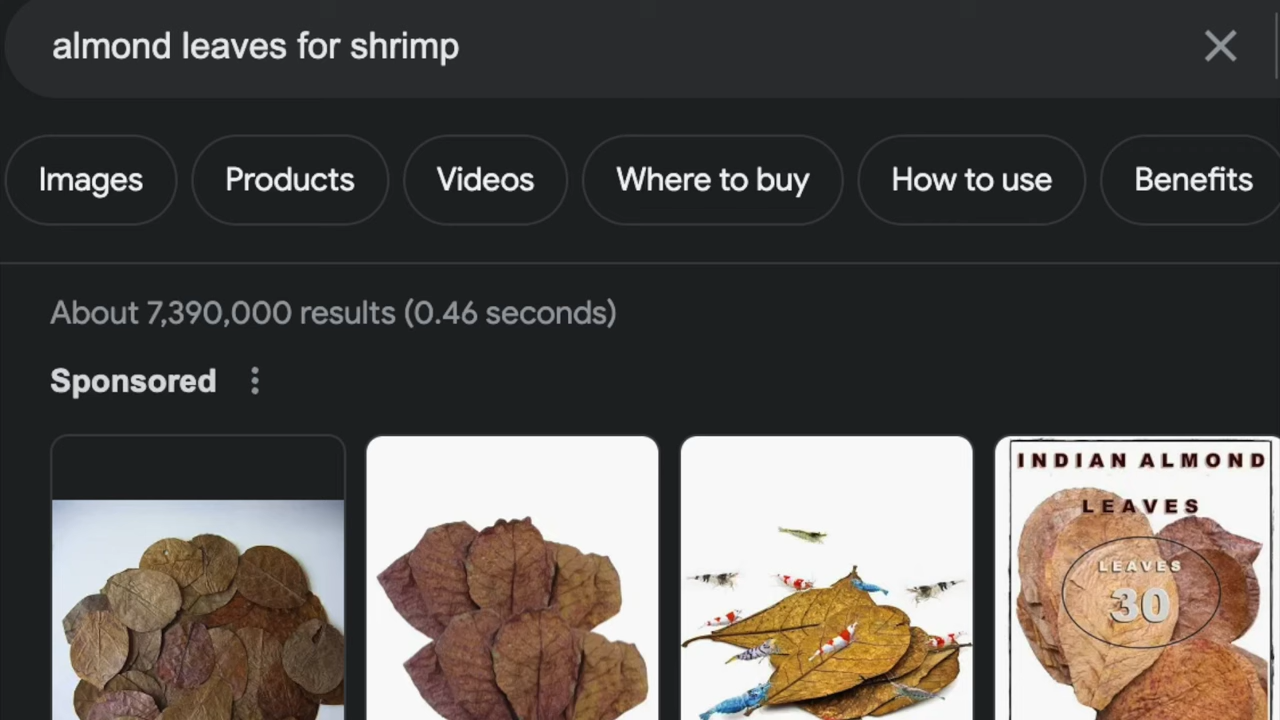 almond leaves for shrimp
Images Products Videos Where to buy How to use Benefits
About 7,390,000 results (0.46 seconds)
Sponsored
INDIAN ALMOND
LEAVES
LEAVES
30